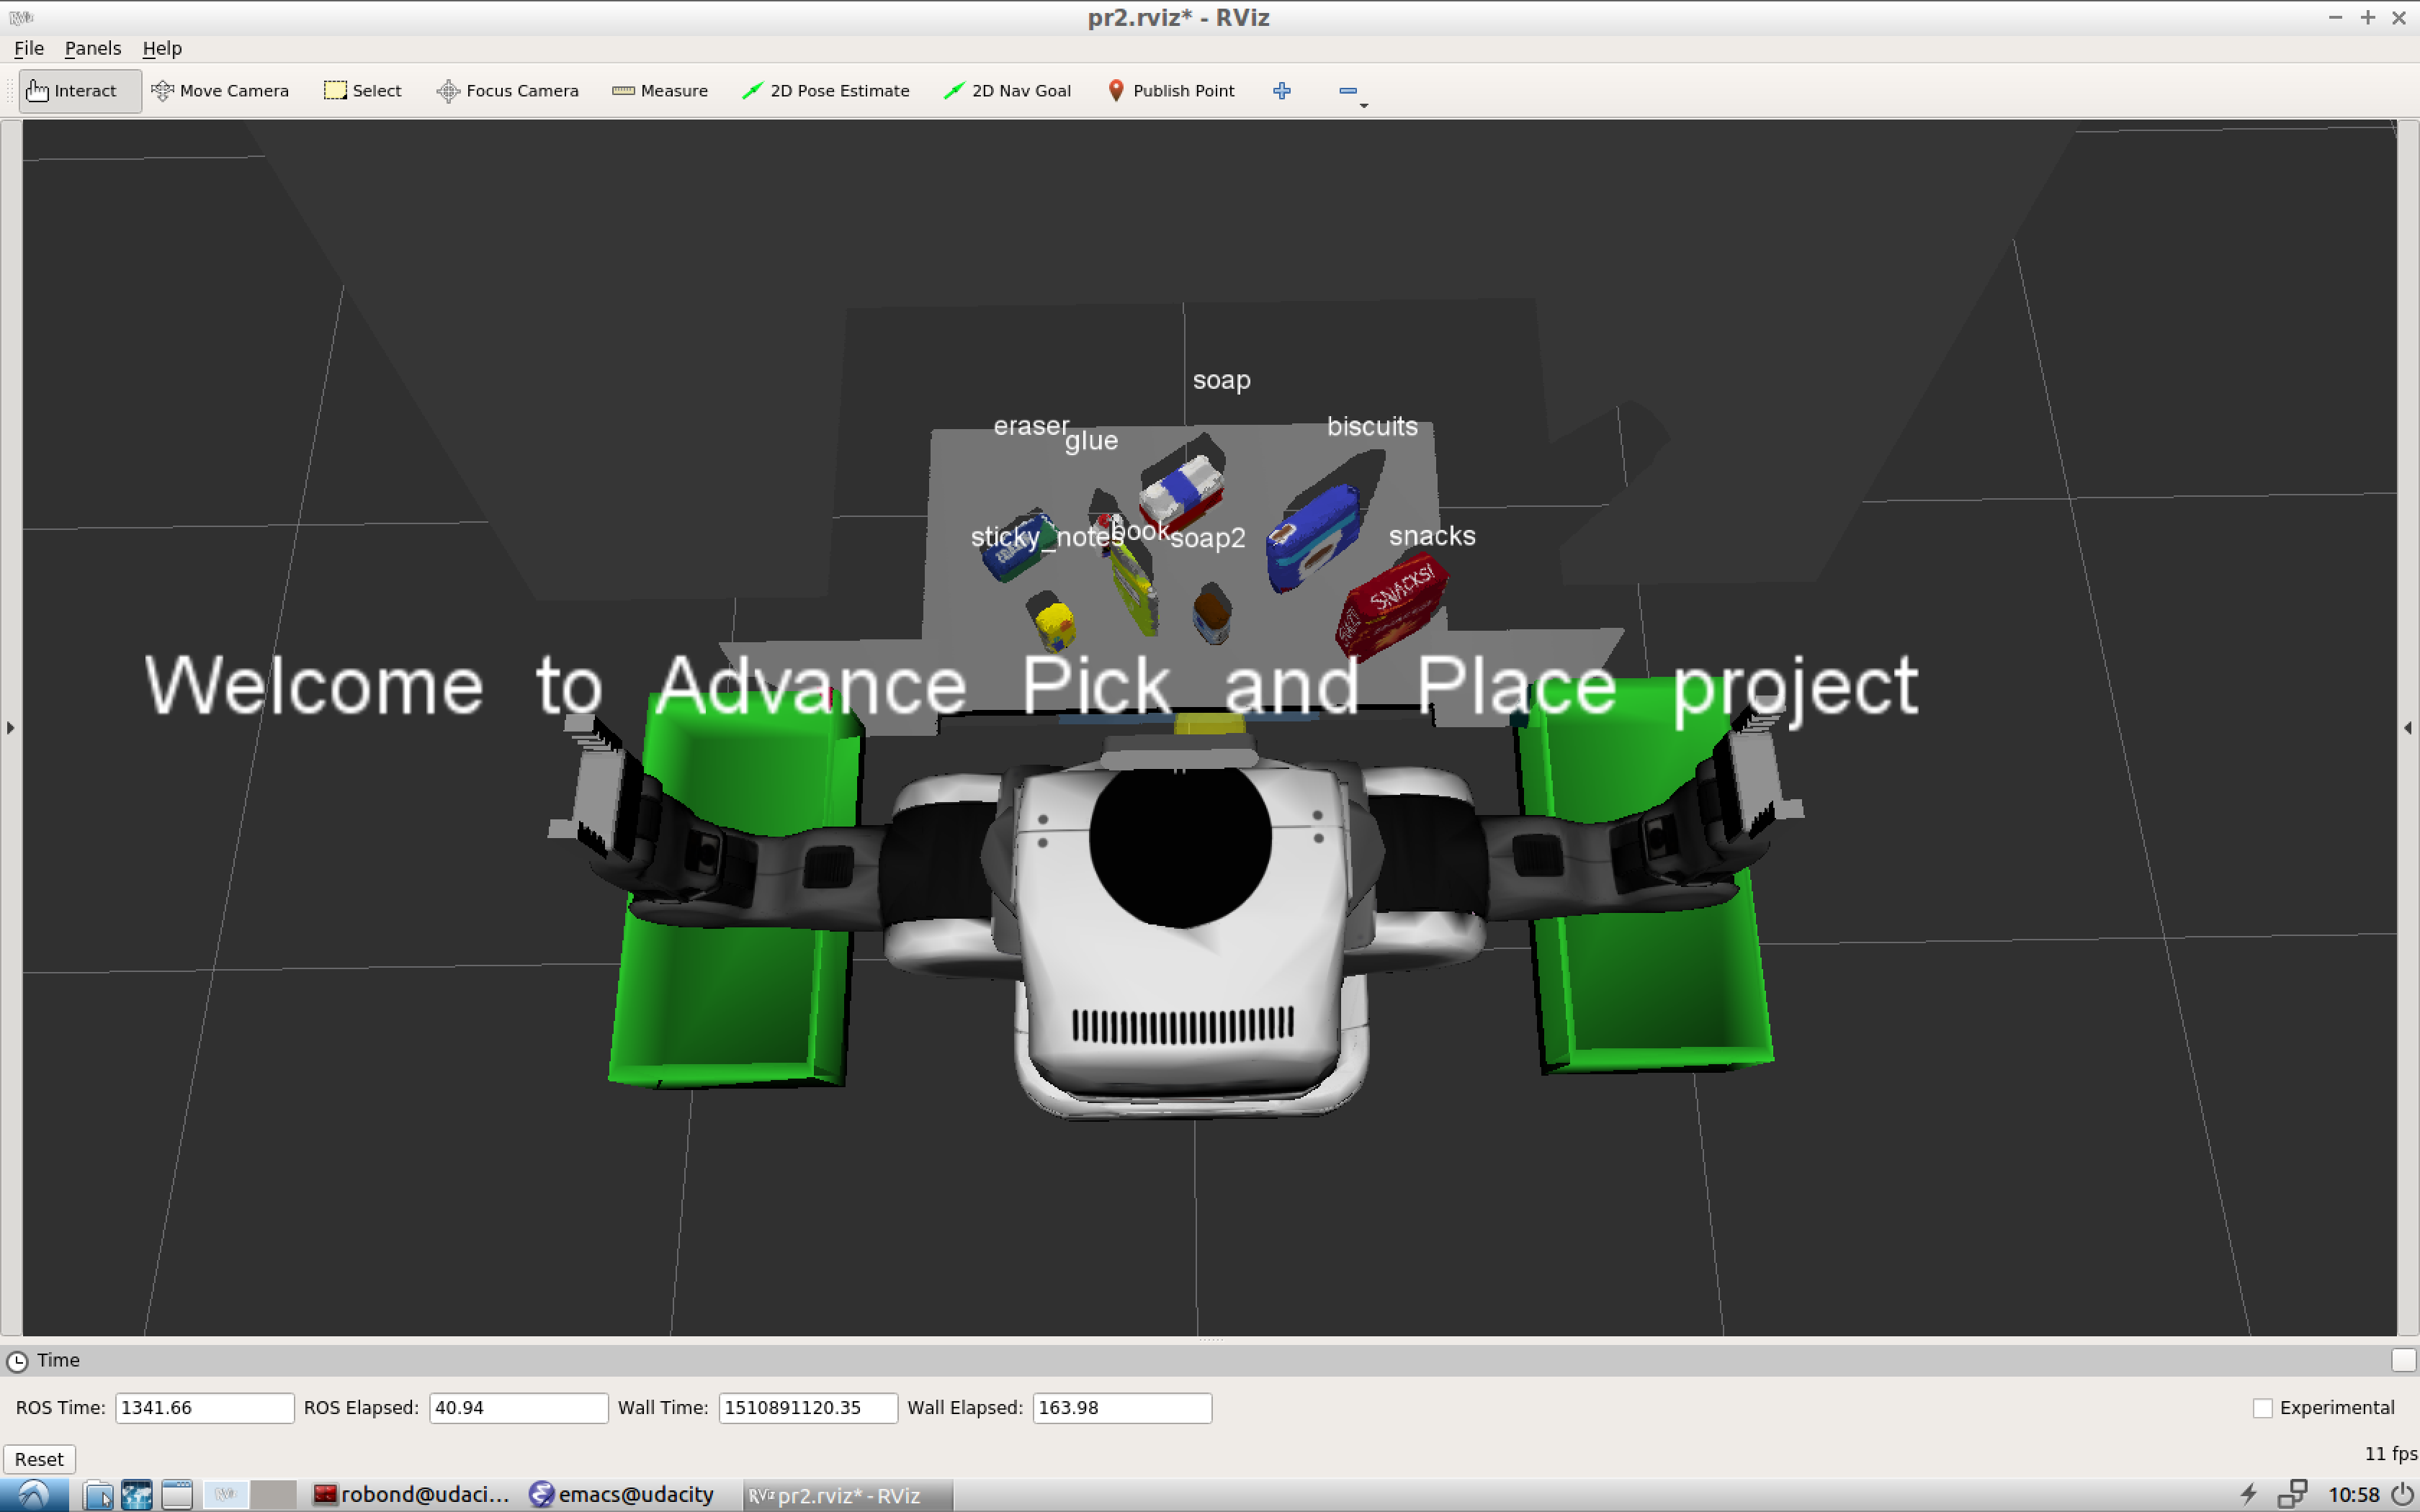 pr2.rviz* - RViz
File Panels Help
Interact Move Camera Select Focus Camera Measure 2D Pose Estimate 2D Nav Goal Publish Point
soap
eraser
glue
biscuits
sticky_notes
book
soap2
snacks
SNACKS!
Welcome to Advance Pick and Place project
Time
ROS Time: 1341.66 ROS Elapsed: 40.94 Wall Time: 1510891120.35 Wall Elapsed: 163.98 Experimental
Reset 11 fps
robond@udaci... emacs@udacity RViz pr2.rviz* - RViz 10:58